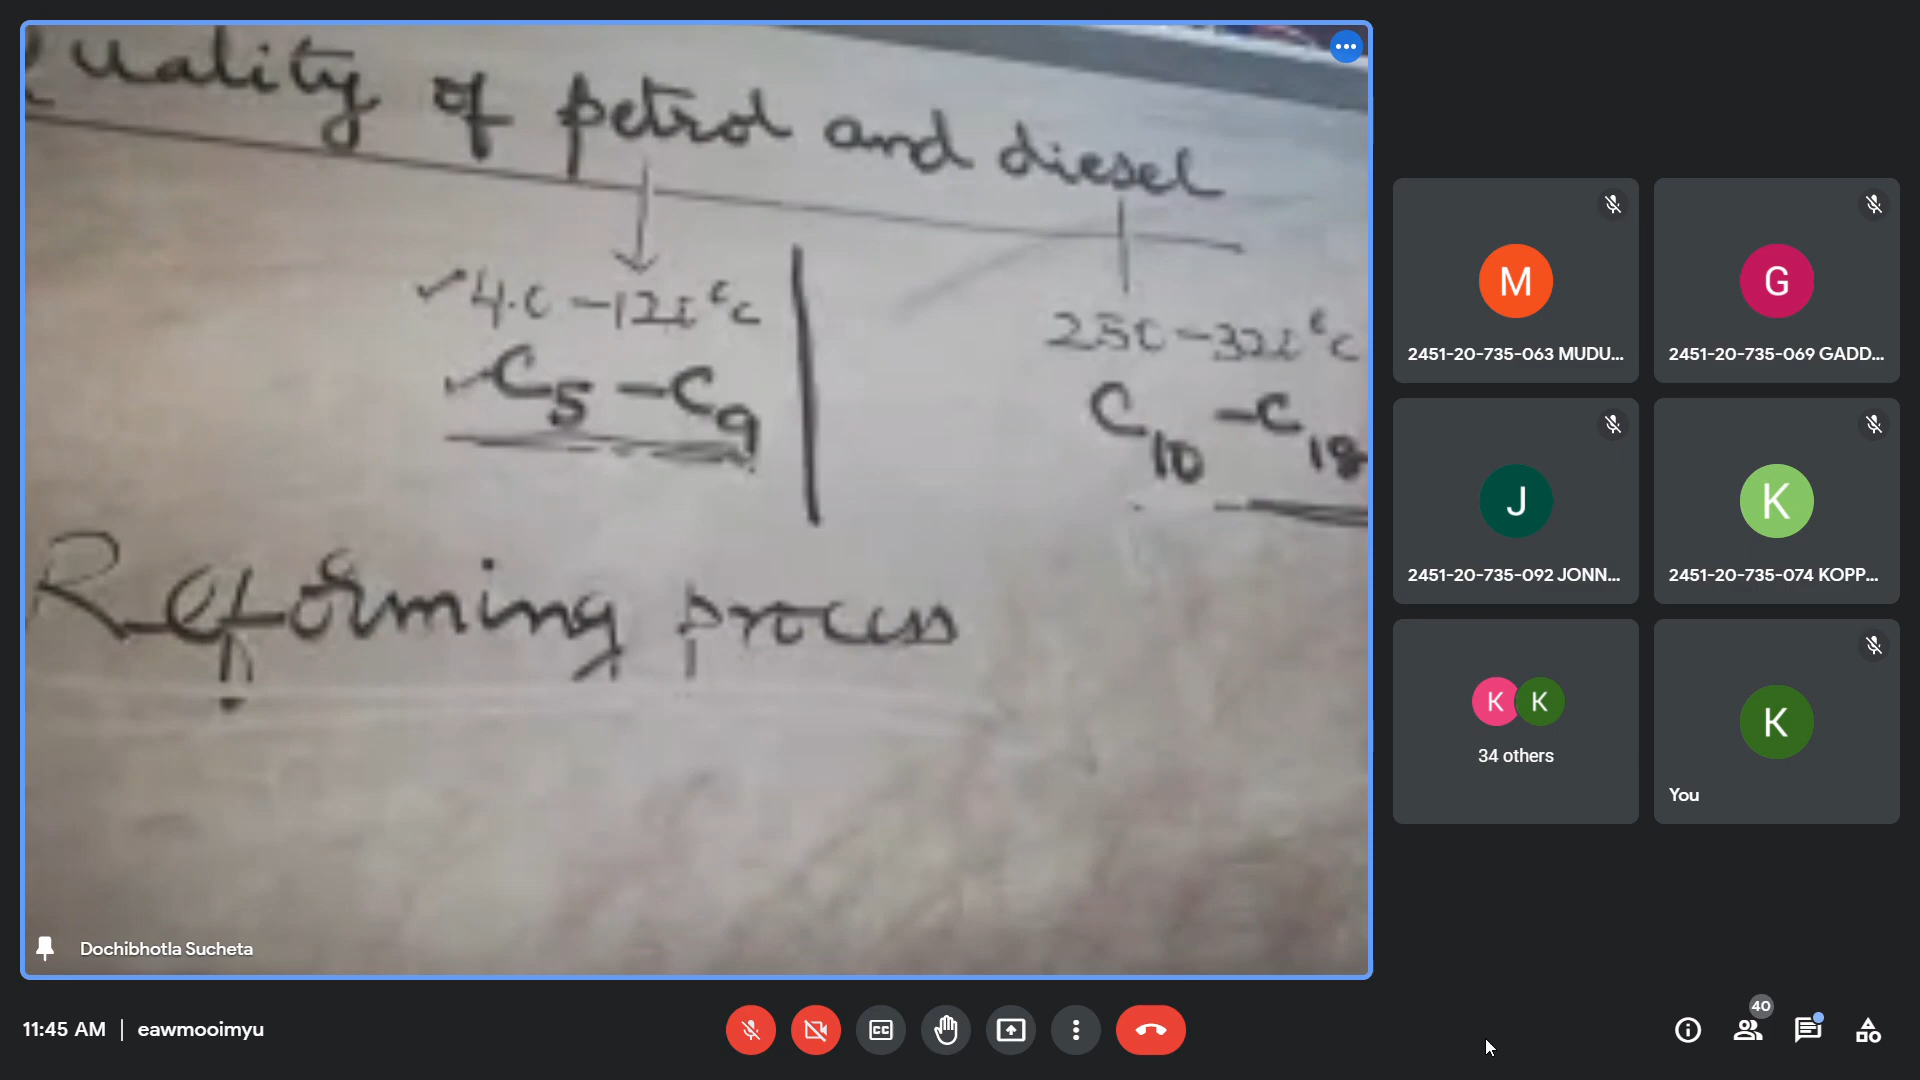 Quality of petrol and diesel
40-120°c
250-320°c
C5-C9
C10-C18
Reforming process
Dochibhotla Sucheta
M
G
2451-20-735-063 MUDU...
2451-20-735-069 GADD...
J
K
2451-20-735-092 JONN...
2451-20-735-074 KOPP...
K K
K
34 others
You
11:45 AM | eawmooimyu
CC
40